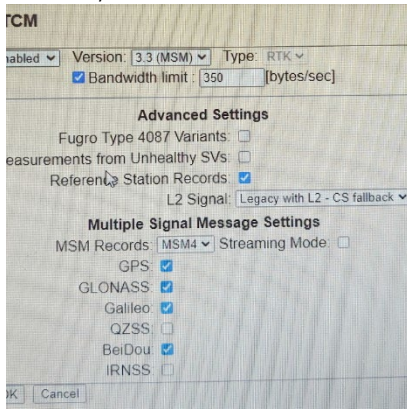 TCM
nabled Version: 3.3 (MSM) Type: RTK
Bandwidth limit : 350 [bytes/sec]
Advanced Settings
Fugro Type 4087 Variants:
easurements from Unhealthy SVs:
Reference Station Records:
L2 Signal: Legacy with L2 - CS fallback
Multiple Signal Message Settings
MSM Records: MSM4 Streaming Mode:
GPS:
GLONASS:
Galileo:
QZSS:
BeiDou:
IRNSS:
OK Cancel